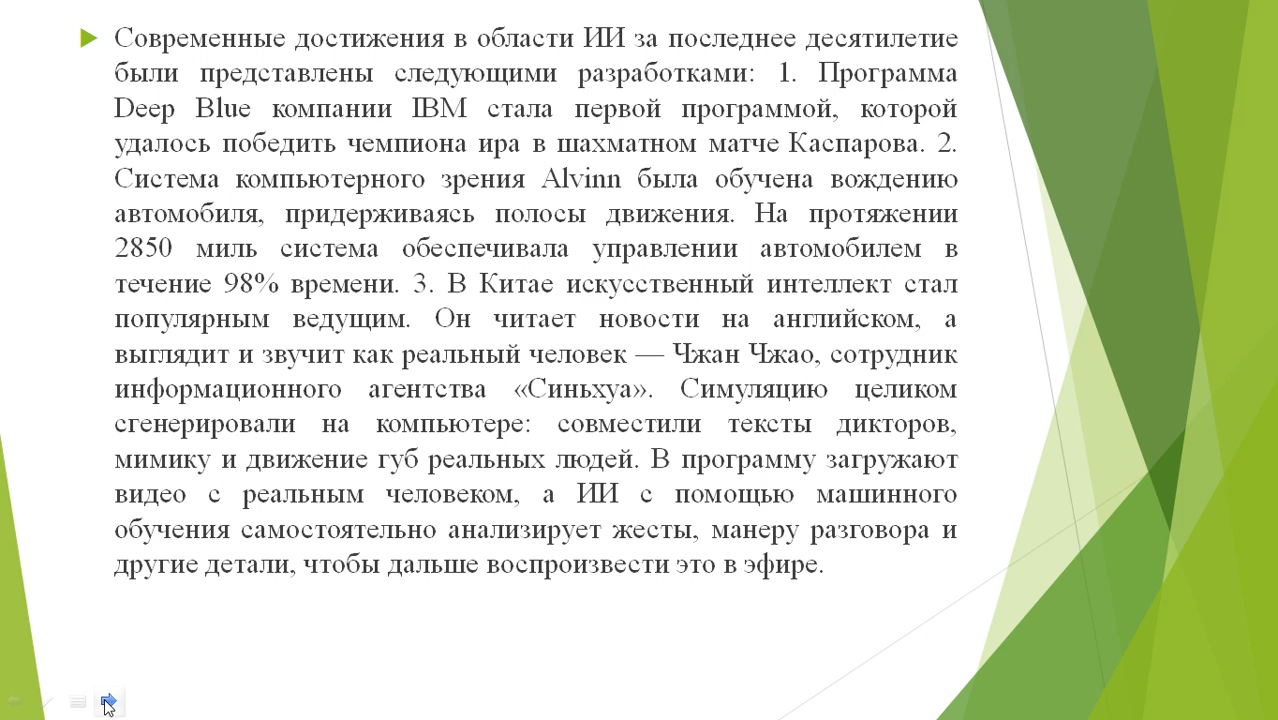 Современные достижения в области ИИ за последнее десятилетие
были представлены следующими разработками: 1. Программа
Deep Blue компании IBM стала первой программой, которой
удалось победить чемпиона ира в шахматном матче Каспарова. 2.
Система компьютерного зрения Alvinn была обучена вождению
автомобиля, придерживаясь полосы движения. На протяжении
2850 миль система обеспечивала управлении автомобилем в
течение 98% времени. 3. В Китае искусственный интеллект стал
популярным ведущим. Он читает новости на английском, а
выглядит и звучит как реальный человек — Чжан Чжао, сотрудник
информационного агентства «Синьхуа». Симуляцию целиком
сгенерировали на компьютере: совместили тексты дикторов,
мимику и движение губ реальных людей. В программу загружают
видео с реальным человеком, а ИИ с помощью машинного
обучения самостоятельно анализирует жесты, манеру разговора и
другие детали, чтобы дальше воспроизвести это в эфире.